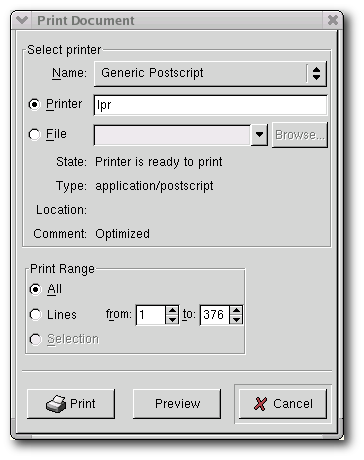 Print Document
Select printer
Name: Generic Postscript
Printer lpr
File Browse...
State: Printer is ready to print
Type: application/postscript
Location:
Comment: Optimized
Print Range
All
Lines from: 1 to: 376
Selection
Print Preview Cancel